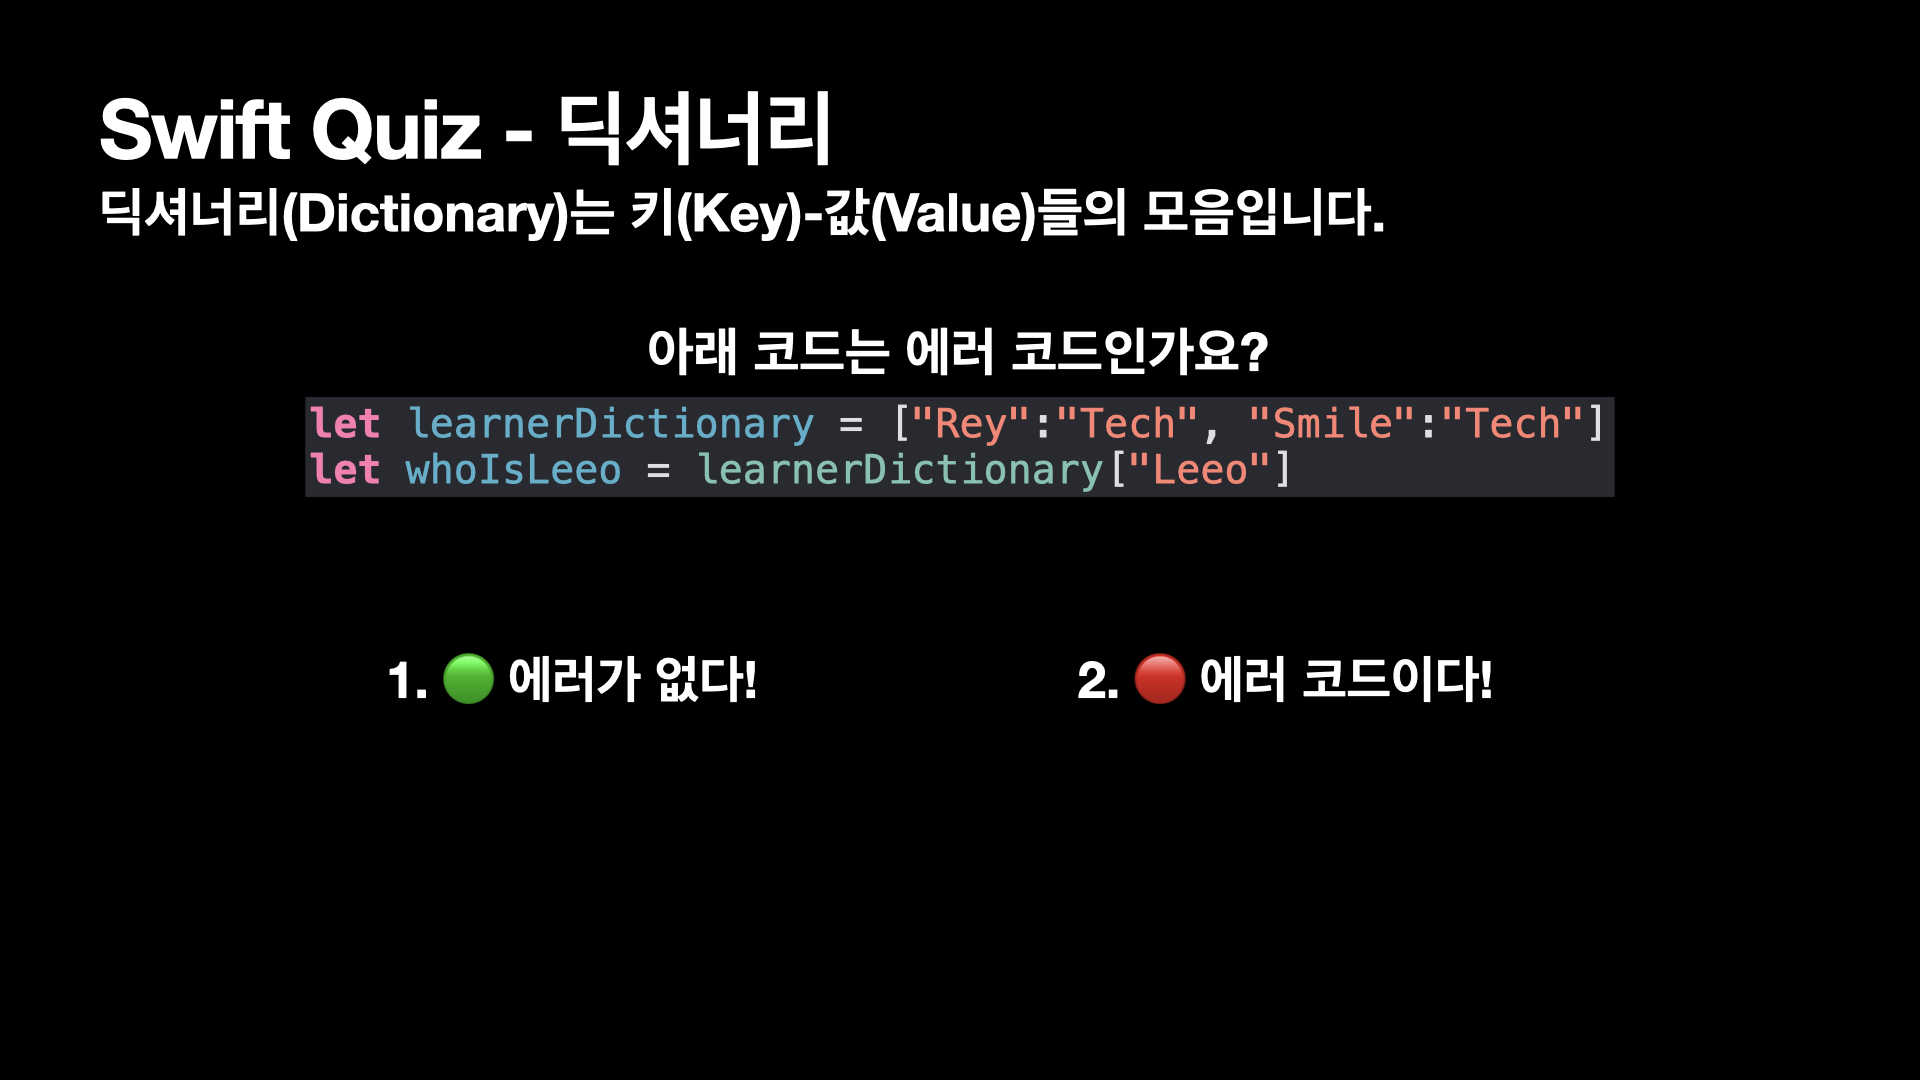 Swift Quiz - 딕셔너리
딕셔너리(Dictionary)는 키(Key)-값(Value)들의 모음입니다.
아래 코드는 에러 코드인가요?
let learnerDictionary = ["Rey":"Tech", "Smile":"Tech"]
let whoIsLeeo = learnerDictionary["Leeo"]
1. 🟢 에러가 없다!
2. 🔴 에러 코드이다!